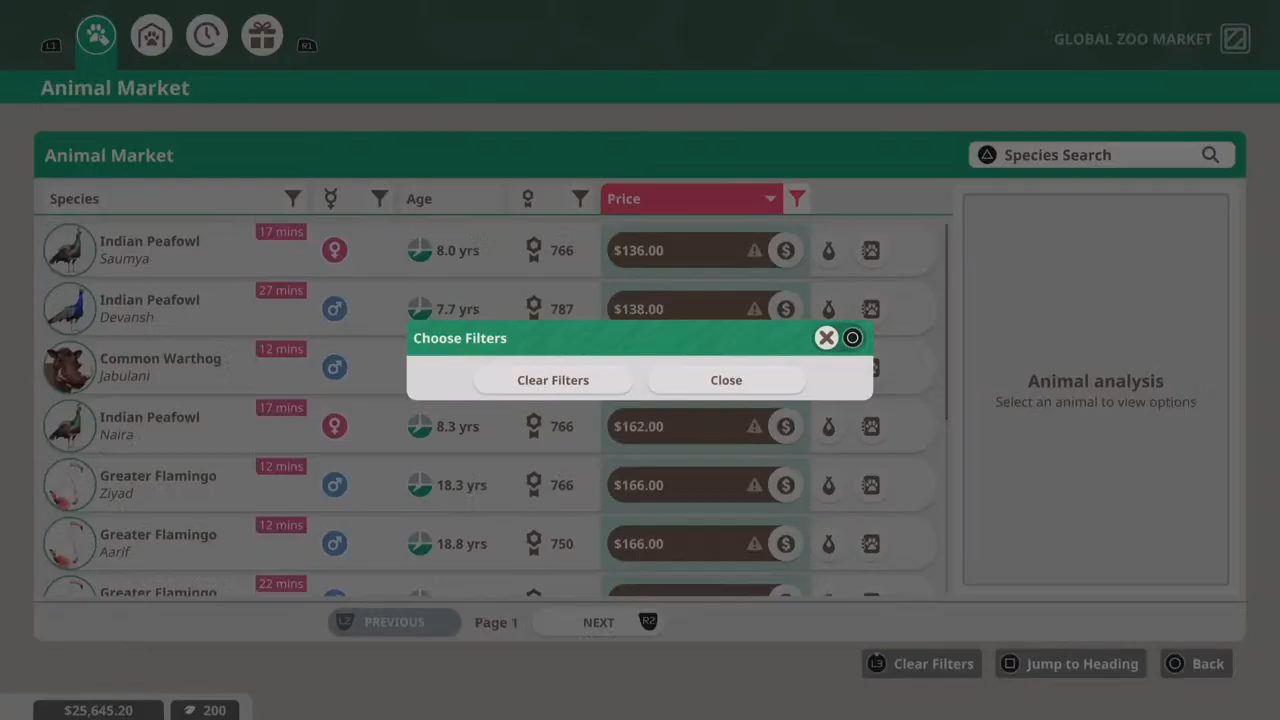 L1
R1
GLOBAL ZOO MARKET
Animal Market
Animal Market
Species Search
Species
Age
Price
Indian Peafowl
Saumya
17 mins
8.0 yrs
766
$136.00
Indian Peafowl
Devansh
27 mins
7.7 yrs
787
$138.00
Choose Filters
Clear Filters
Close
Common Warthog
Jabulani
12 mins
Indian Peafowl
Naira
17 mins
8.3 yrs
766
$162.00
Greater Flamingo
Ziyad
12 mins
18.3 yrs
766
$166.00
Greater Flamingo
Aarif
12 mins
18.8 yrs
750
$166.00
Greater Flamingo
22 mins
Animal analysis
Select an animal to view options
L2 PREVIOUS
Page 1
NEXT R2
L3 Clear Filters
Jump to Heading
Back
$25,645.20
200